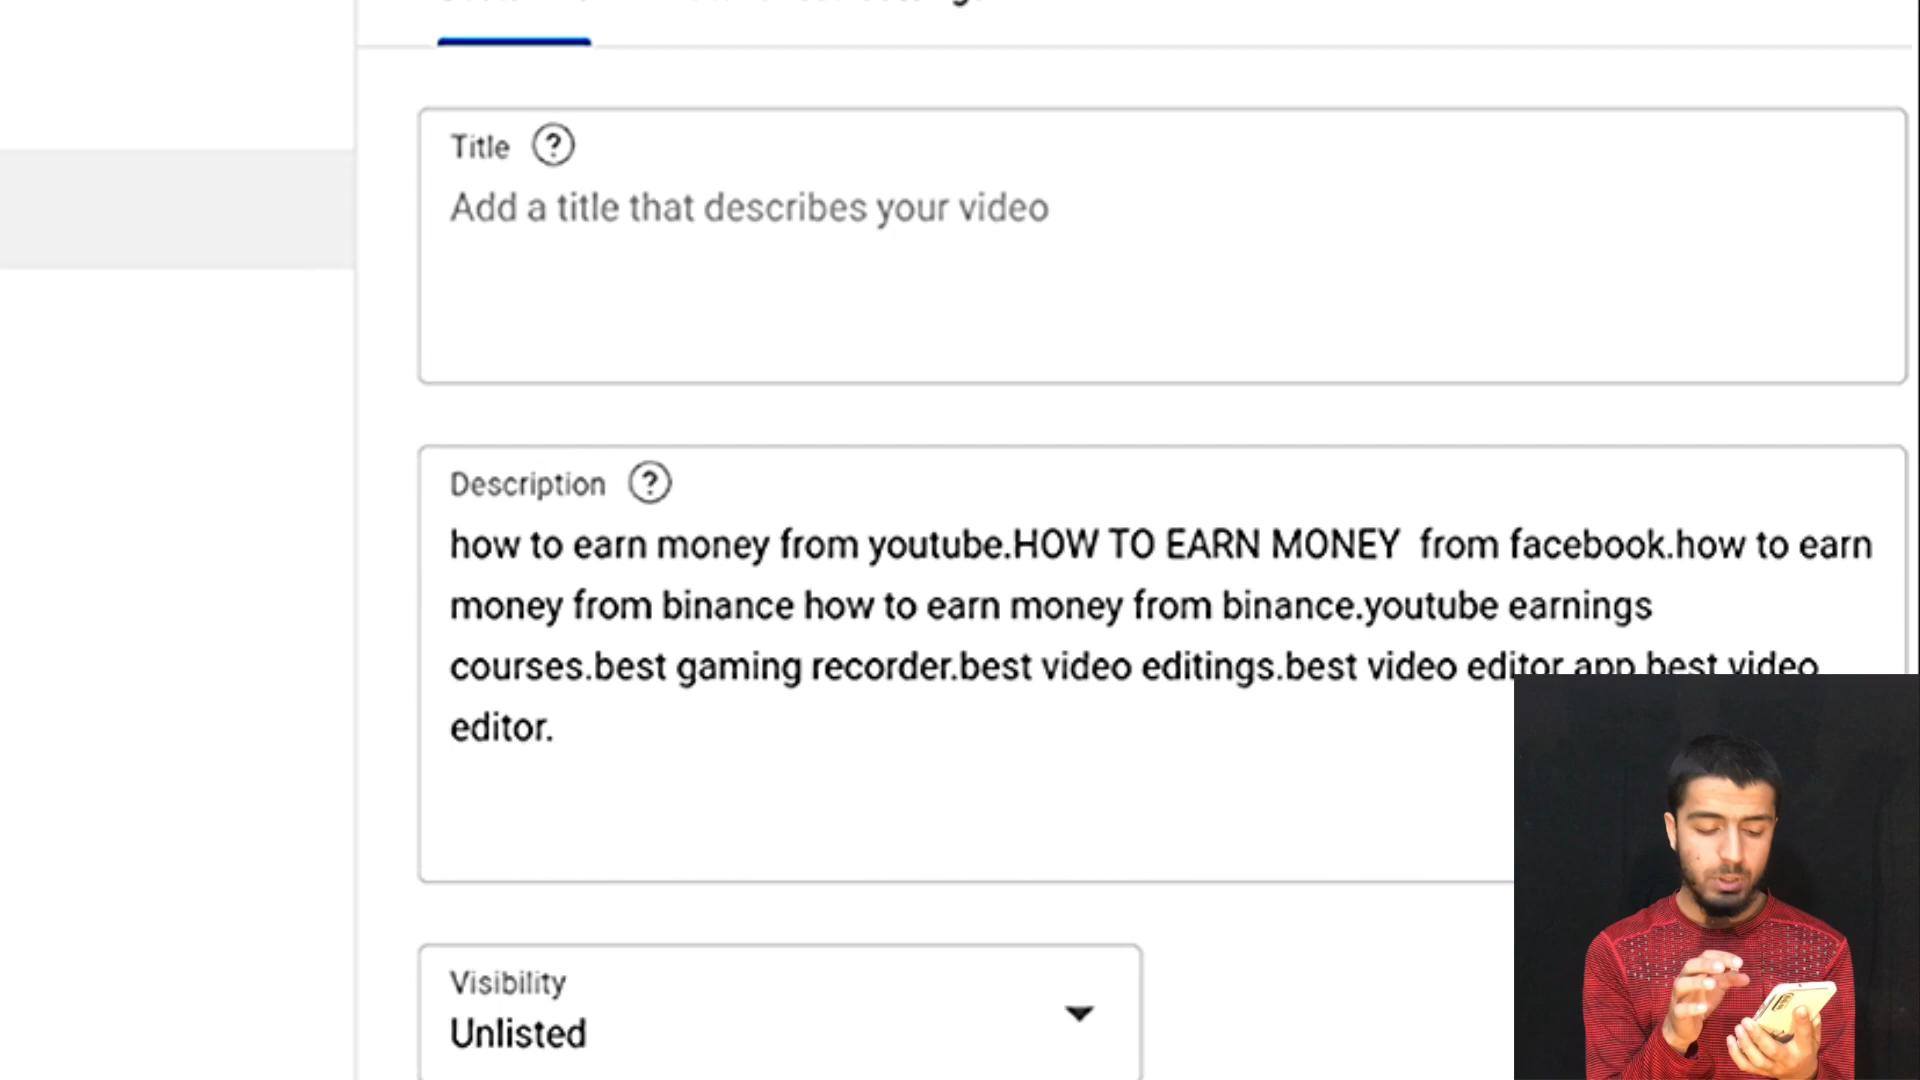 Title ?
Add a title that describes your video
Description ?
how to earn money from youtube.HOW TO EARN MONEY  from facebook.how to earn
money from binance how to earn money from binance.youtube earnings
courses.best gaming recorder.best video editings.best video editor app.best video
editor.
Visibility
Unlisted